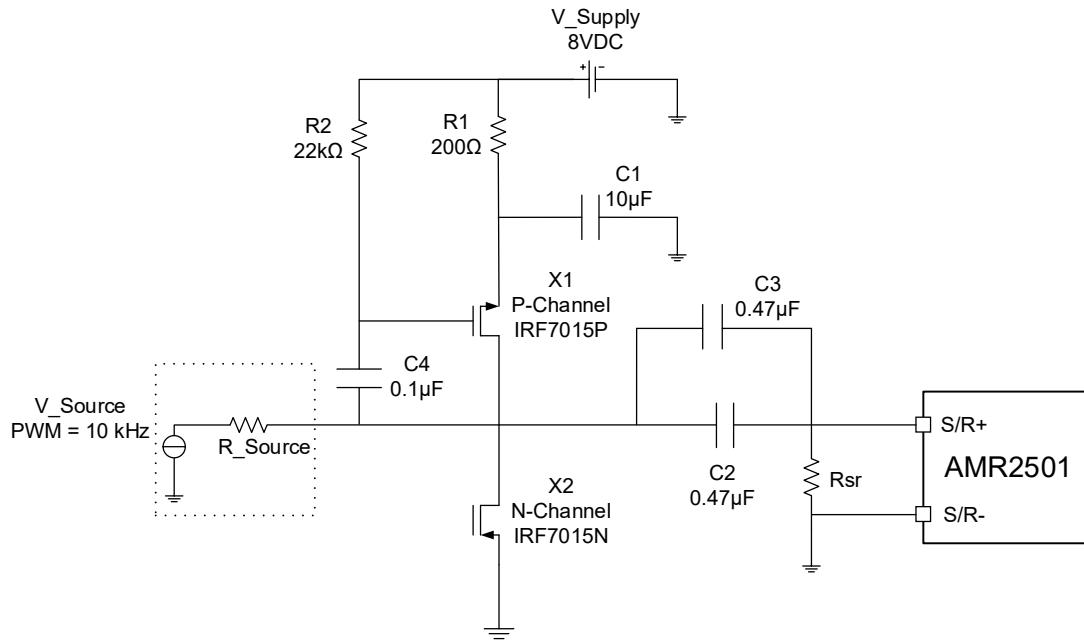 V_Supply
8VDC
+
-
R2
22kΩ
R1
200Ω
C1
10µF
X1
P-Channel
IRF7015P
C3
0.47µF
C4
0.1µF
V_Source
PWM = 10 kHz
R_Source
C2
0.47µF
X2
N-Channel
IRF7015N
Rsr
S/R+
AMR2501
S/R-